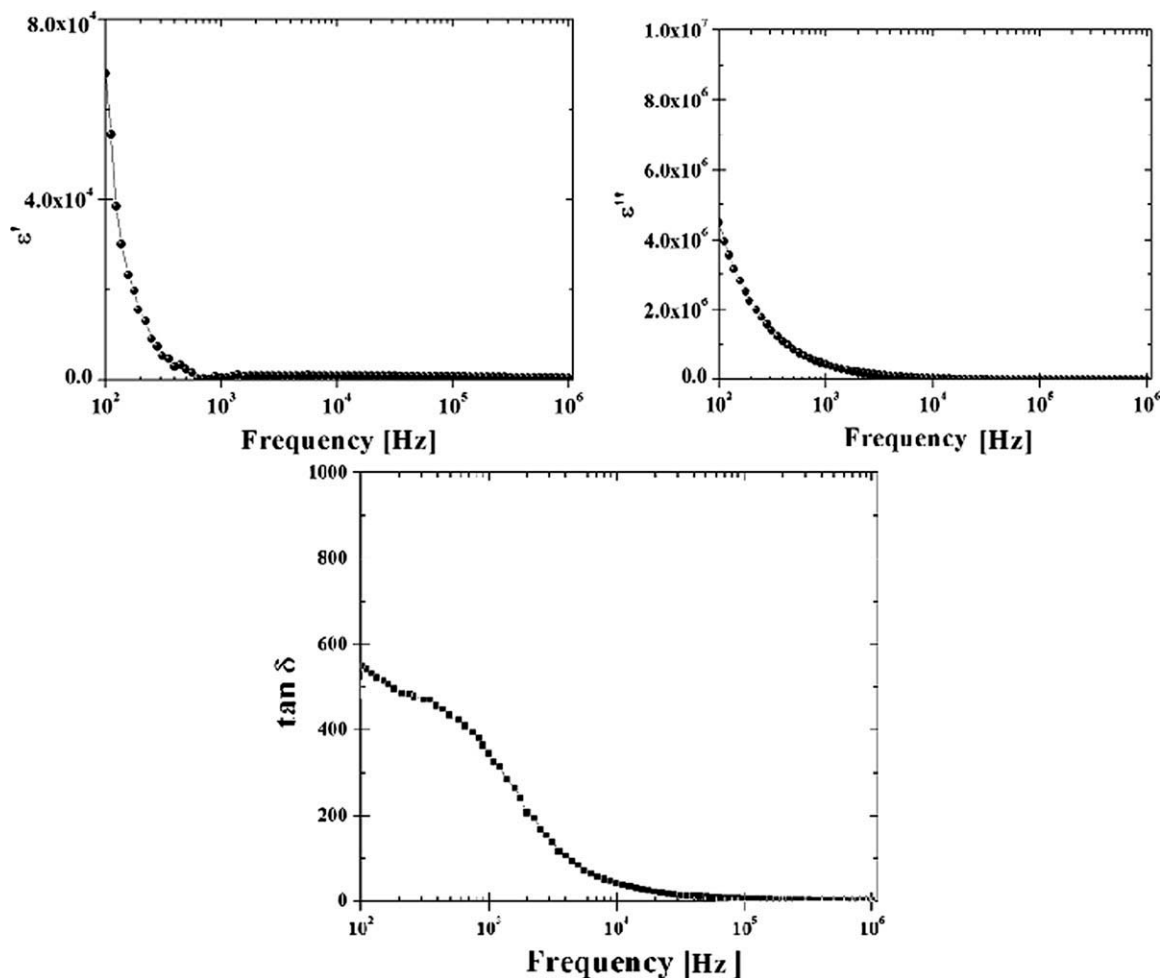 8.0x10⁴
4.0x10⁴
0.0
ε'
10² 10³ 10⁴ 10⁵ 10⁶
Frequency [Hz]
1.0x10⁷
8.0x10⁶
6.0x10⁶
4.0x10⁶
2.0x10⁶
0.0
ε''
10² 10³ 10⁴ 10⁵ 10⁶
Frequency [Hz]
1000
800
600
400
200
0
tan δ
10² 10³ 10⁴ 10⁵ 10⁶
Frequency [Hz]